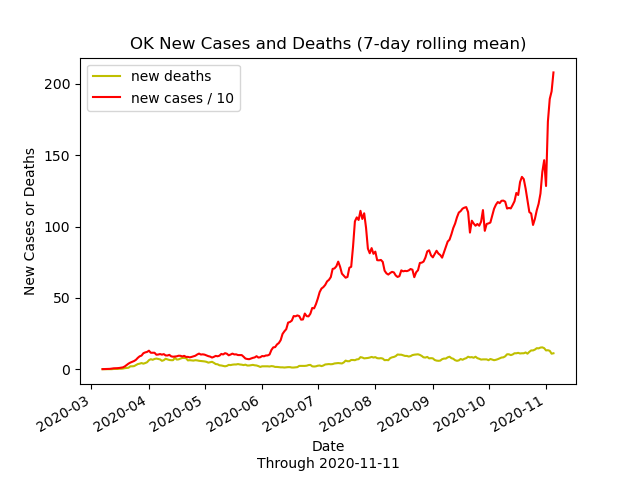 OK New Cases and Deaths (7-day rolling mean)
new deaths
new cases / 10
New Cases or Deaths
200
150
100
50
0
2020-03
2020-04
2020-05
2020-06
2020-07
2020-08
2020-09
2020-10
2020-11
Date
Through 2020-11-11